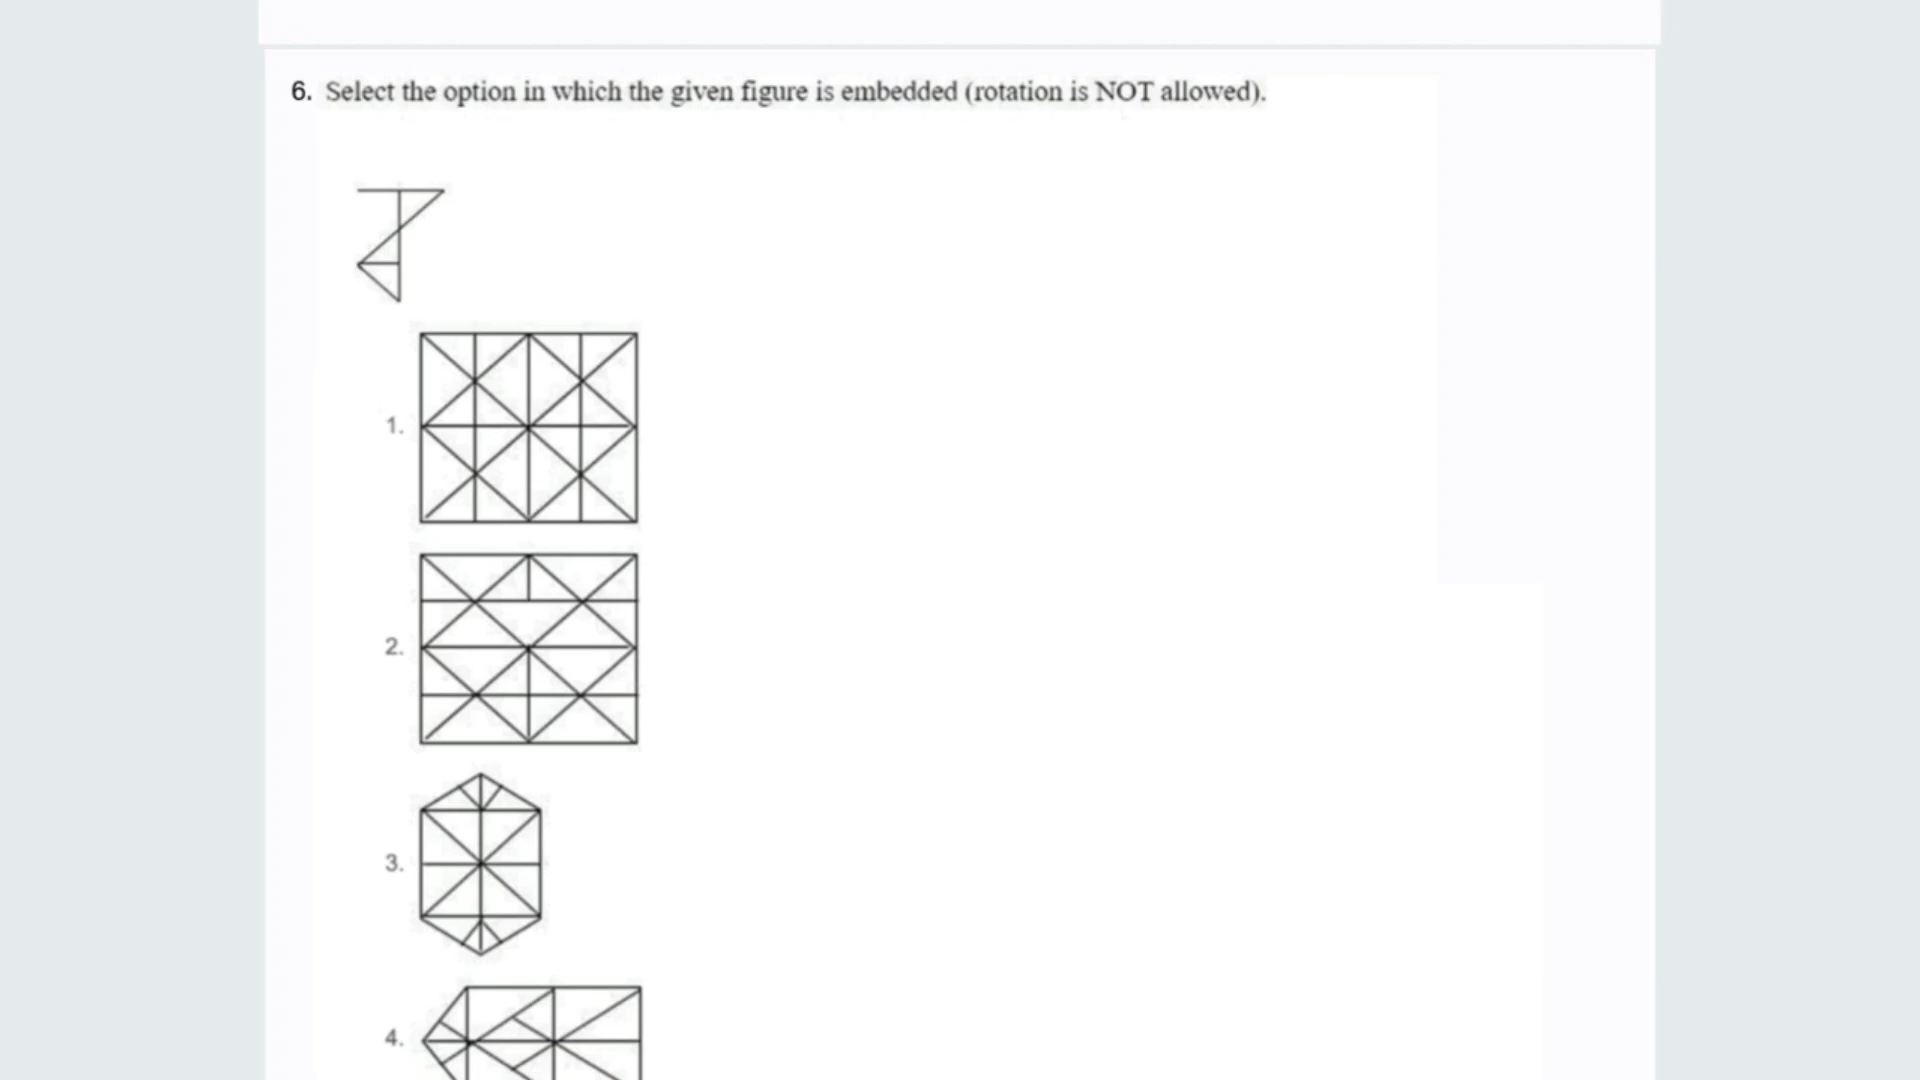 6. Select the option in which the given figure is embedded (rotation is NOT allowed).
1.
2.
3.
4.